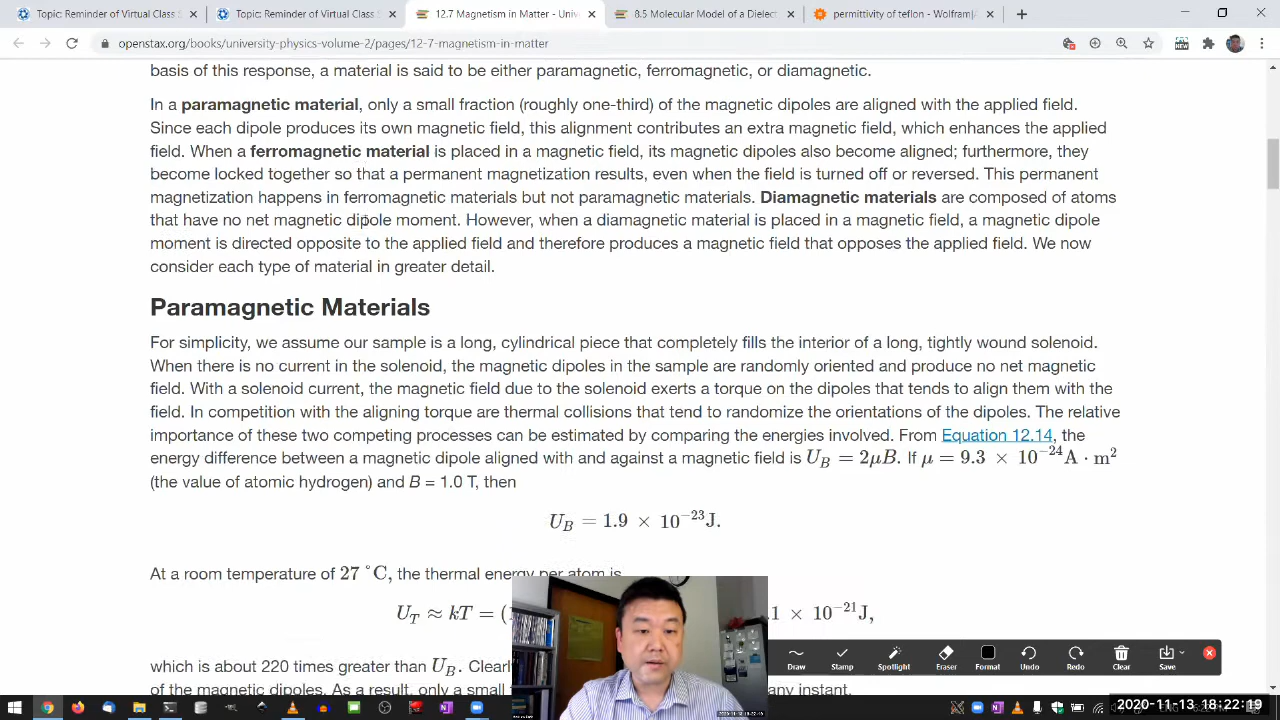 Topic: Reminder of Virtual Class S
Topic: Reminder of Virtual Class S
12.7 Magnetism in Matter - Unive
8.5 Molecular Model of a Dielect
permittivity of teflon - Wolfram|A
openstax.org/books/university-physics-volume-2/pages/12-7-magnetism-in-matter
NEW
basis of this response, a material is said to be either paramagnetic, ferromagnetic, or diamagnetic.
In a paramagnetic material, only a small fraction (roughly one-third) of the magnetic dipoles are aligned with the applied field.
Since each dipole produces its own magnetic field, this alignment contributes an extra magnetic field, which enhances the applied
field. When a ferromagnetic material is placed in a magnetic field, its magnetic dipoles also become aligned; furthermore, they
become locked together so that a permanent magnetization results, even when the field is turned off or reversed. This permanent
magnetization happens in ferromagnetic materials but not paramagnetic materials. Diamagnetic materials are composed of atoms
that have no net magnetic dipole moment. However, when a diamagnetic material is placed in a magnetic field, a magnetic dipole
moment is directed opposite to the applied field and therefore produces a magnetic field that opposes the applied field. We now
consider each type of material in greater detail.
Paramagnetic Materials
For simplicity, we assume our sample is a long, cylindrical piece that completely fills the interior of a long, tightly wound solenoid.
When there is no current in the solenoid, the magnetic dipoles in the sample are randomly oriented and produce no net magnetic
field. With a solenoid current, the magnetic field due to the solenoid exerts a torque on the dipoles that tends to align them with the
field. In competition with the aligning torque are thermal collisions that tend to randomize the orientations of the dipoles. The relative
importance of these two competing processes can be estimated by comparing the energies involved. From Equation 12.14, the
energy difference between a magnetic dipole aligned with and against a magnetic field is U_B = 2μB. If μ = 9.3 × 10⁻²⁴ A · m²
(the value of atomic hydrogen) and B = 1.0 T, then
U_B = 1.9 × 10⁻²³ J.
At a room temperature of 27 °C, the thermal energy per atom is
U_T ≈ kT = (1 .1 × 10⁻²¹ J,
which is about 220 times greater than U_B. Clearl
of the magnetic dipoles. As a result, only a small any instant.
Draw Stamp Spotlight Eraser Format Undo Redo Clear Save
2020-11-13 18:22:19
2020-11-13 18:22:19